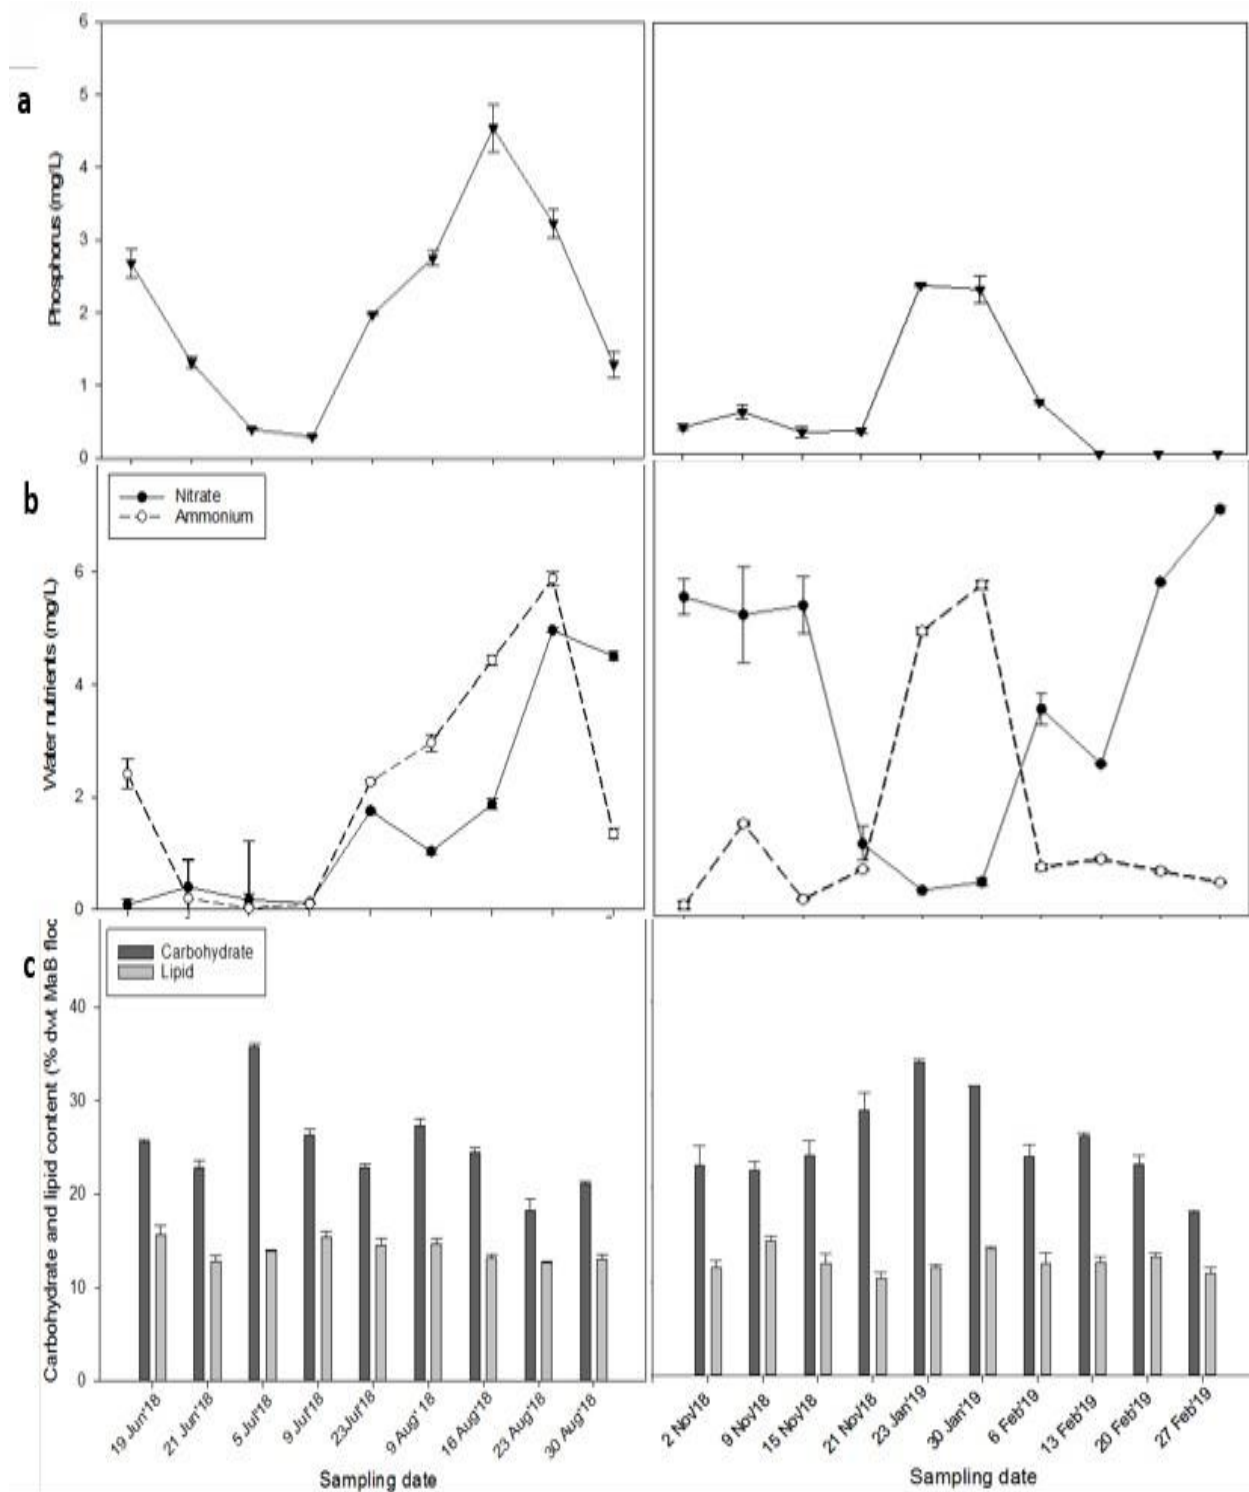 a
Phosphorus (mg/L)
6
5
4
3
2
1
0
b
Water nutrients (mg/L)
Nitrate
Ammonium
6
4
2
0
c
Carbohydrate and lipid content (% dwt MaB floc
Carbohydrate
Lipid
40
30
20
10
0
19 Jun'18
21 Jun'18
5 Jul'18
9 Jul'18
23Jul'18
9 Aug'18
16 Aug'18
23 Aug'18
30 Aug'18
Sampling date
2 Nov'18
9 Nov'18
15 Nov'18
21 Nov'18
23 Jan'19
30 Jan'19
6 Feb'19
13 Feb'19
20 Feb'19
27 Feb'19
Sampling date